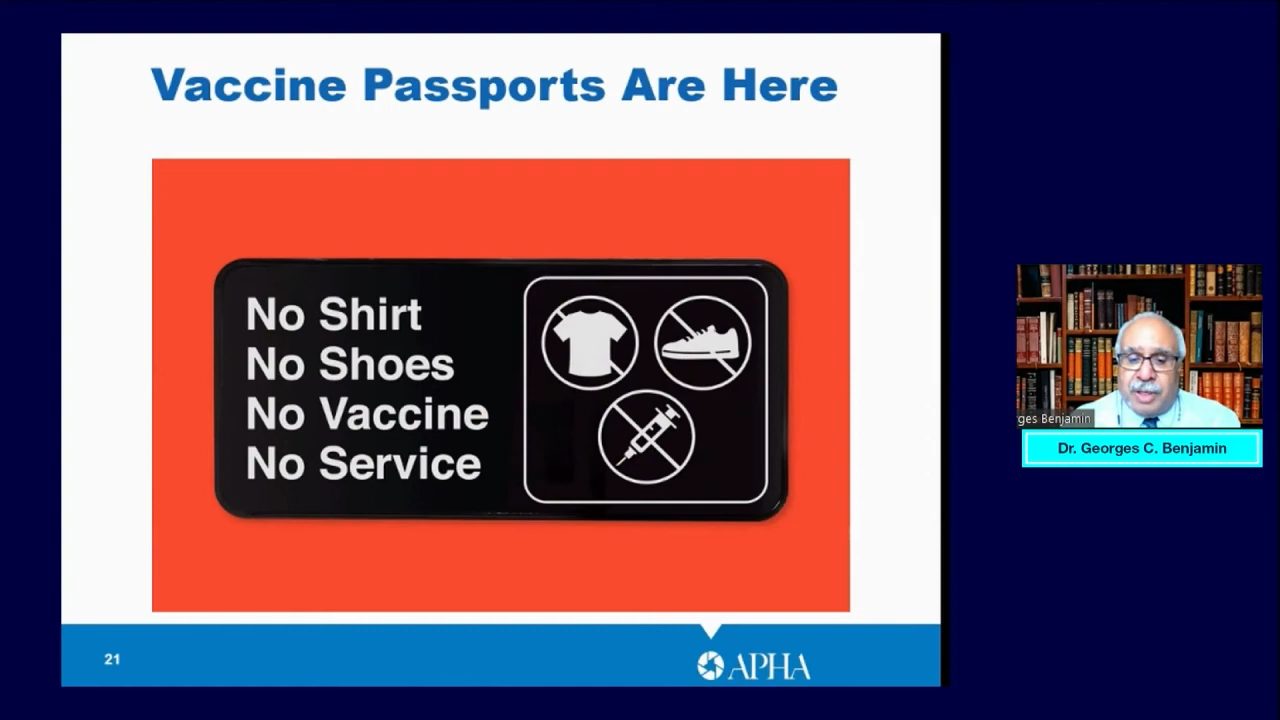 Vaccine Passports Are Here
No Shirt
No Shoes
No Vaccine
No Service
21
APHA
ges Benjamin
Dr. Georges C. Benjamin